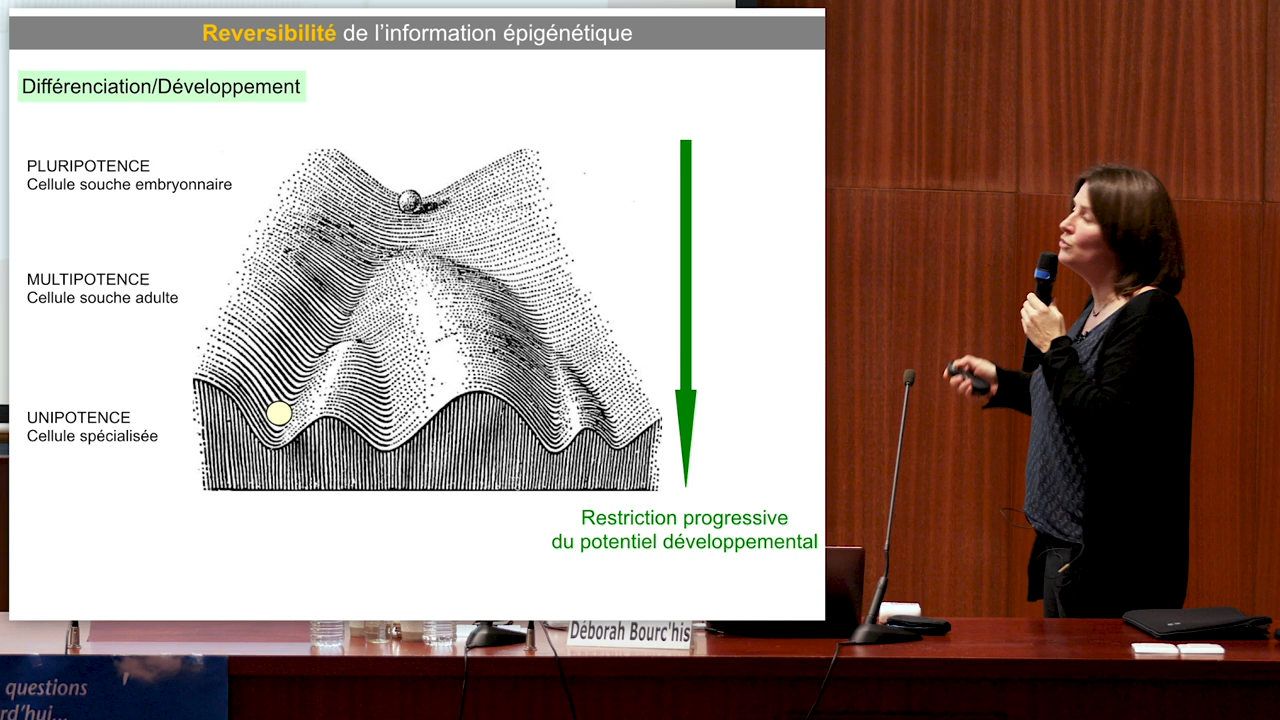 Reversibilité de l'information épigénétique
Différenciation/Développement
PLURIPOTENCE
Cellule souche embryonnaire
MULTIPOTENCE
Cellule souche adulte
UNIPOTENCE
Cellule spécialisée
Restriction progressive
du potentiel développemental
Déborah Bourc'his
questions
rd'hui...